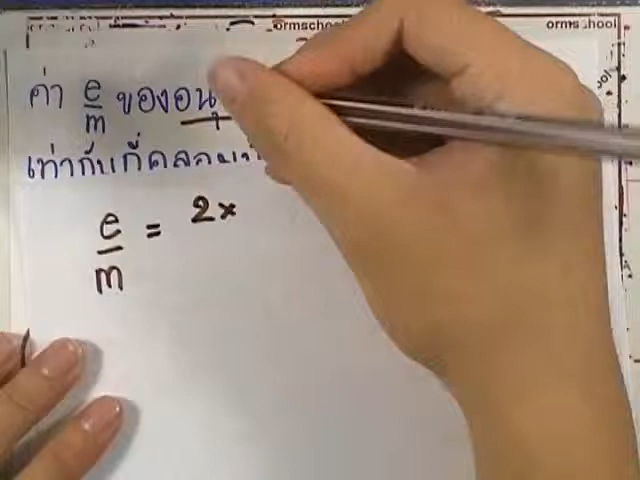 ormschool ormschool
ค่า e/m ของอนุ
เท่ากับกี่คูลอมบ์
e/m = 2×